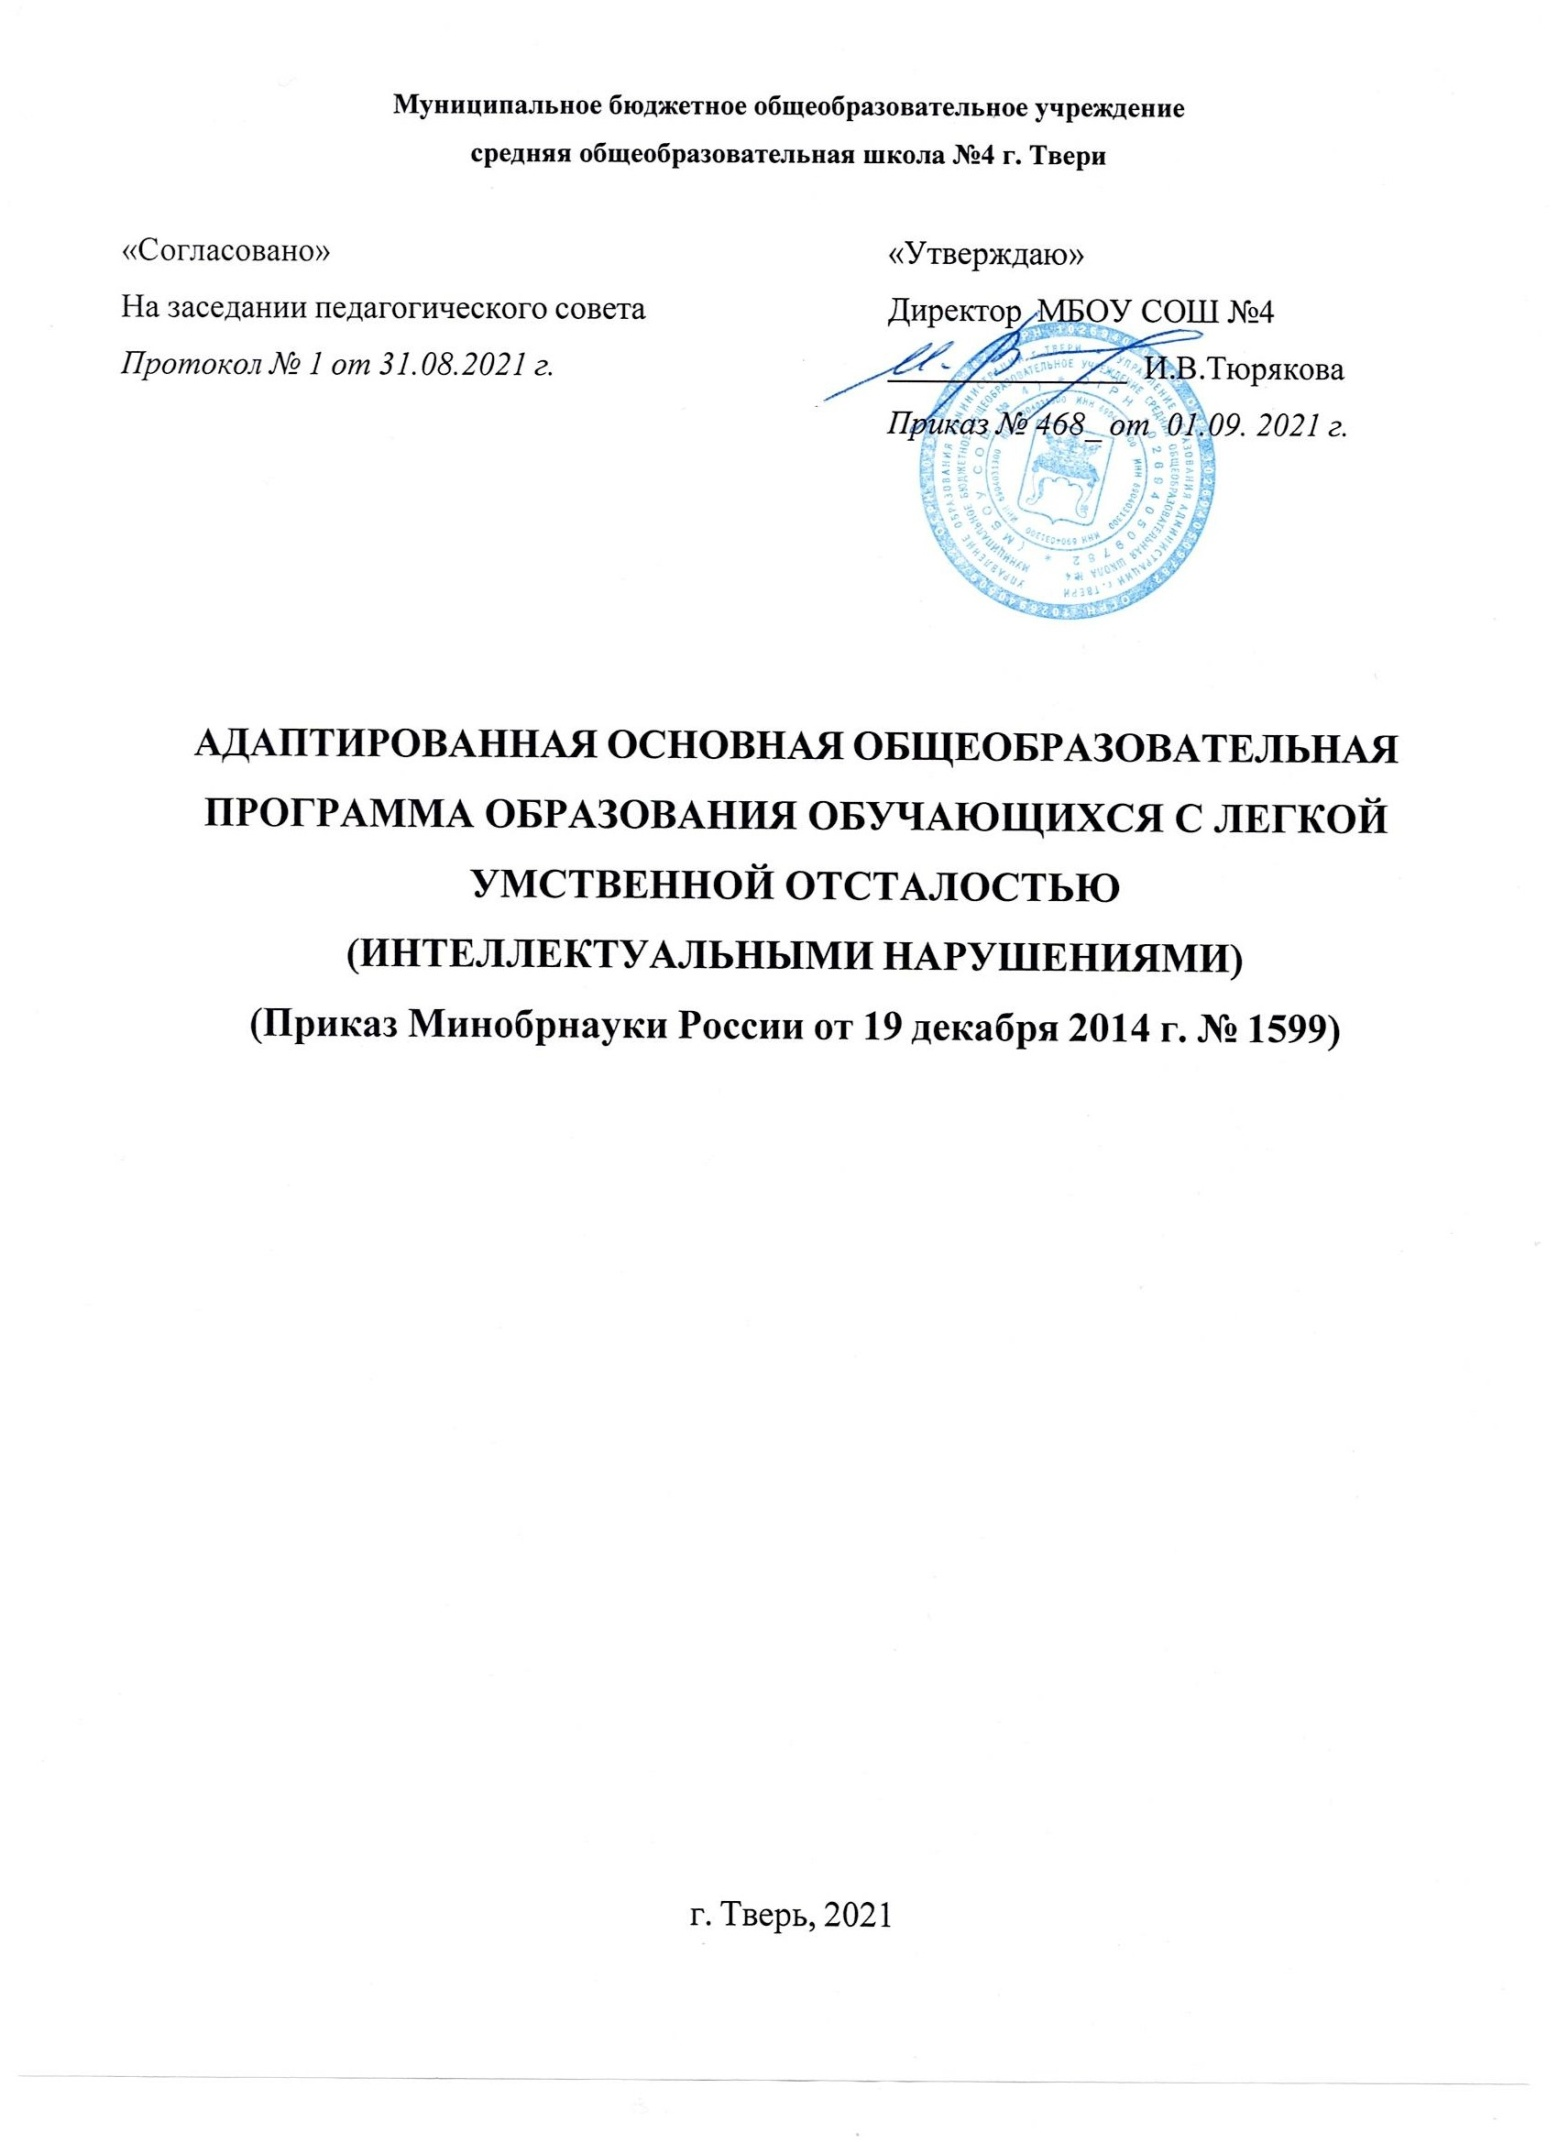 Муниципальное бюджетное общеобразовательное учреждение
средняя общеобразовательная школа №4 г. Твери
«Согласовано»
На заседании педагогического совета
Протокол № 1 от 31.08.2021 г.
«Утверждаю»
Директор МБОУ СОШ №4
И.В.Тюрякова
Приказ № 468_ от 01.09. 2021 г.
АДАПТИРОВАННАЯ ОСНОВНАЯ ОБЩЕОБРАЗОВАТЕЛЬНАЯ
ПРОГРАММА ОБРАЗОВАНИЯ ОБУЧАЮЩИХСЯ С ЛЕГКОЙ
УМСТВЕННОЙ ОТСТАЛОСТЬЮ
(ИНТЕЛЛЕКТУАЛЬНЫМИ НАРУШЕНИЯМИ)
(Приказ Минобрнауки России от 19 декабря 2014 г. № 1599)
г. Тверь, 2021